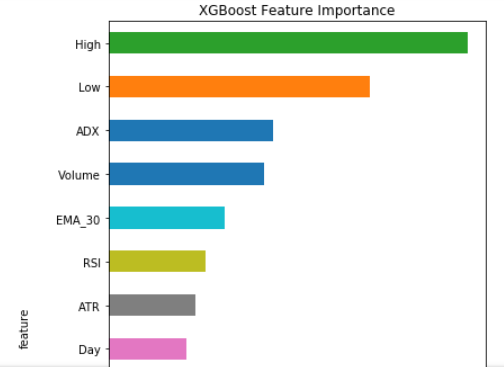 XGBoost Feature Importance
High
Low
ADX
Volume
EMA_30
RSI
ATR
Day
feature